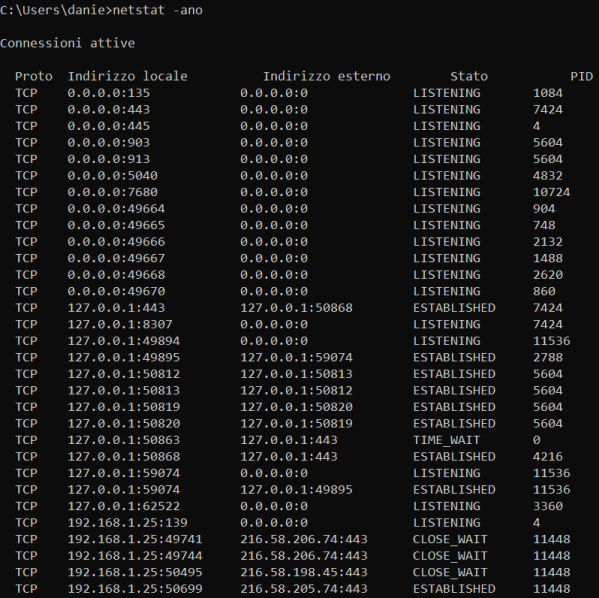 C:\Users\danie>netstat -ano
Connessioni attive
Proto Indirizzo locale Indirizzo esterno Stato PID
TCP 0.0.0.0:135 0.0.0.0:0 LISTENING 1084
TCP 0.0.0.0:443 0.0.0.0:0 LISTENING 7424
TCP 0.0.0.0:445 0.0.0.0:0 LISTENING 4
TCP 0.0.0.0:903 0.0.0.0:0 LISTENING 5604
TCP 0.0.0.0:913 0.0.0.0:0 LISTENING 5604
TCP 0.0.0.0:5040 0.0.0.0:0 LISTENING 4832
TCP 0.0.0.0:7680 0.0.0.0:0 LISTENING 10724
TCP 0.0.0.0:49664 0.0.0.0:0 LISTENING 904
TCP 0.0.0.0:49665 0.0.0.0:0 LISTENING 748
TCP 0.0.0.0:49666 0.0.0.0:0 LISTENING 2132
TCP 0.0.0.0:49667 0.0.0.0:0 LISTENING 1488
TCP 0.0.0.0:49668 0.0.0.0:0 LISTENING 2620
TCP 0.0.0.0:49670 0.0.0.0:0 LISTENING 860
TCP 127.0.0.1:443 127.0.0.1:50868 ESTABLISHED 7424
TCP 127.0.0.1:8307 0.0.0.0:0 LISTENING 7424
TCP 127.0.0.1:49894 0.0.0.0:0 LISTENING 11536
TCP 127.0.0.1:49895 127.0.0.1:59074 ESTABLISHED 2788
TCP 127.0.0.1:50812 127.0.0.1:50813 ESTABLISHED 5604
TCP 127.0.0.1:50813 127.0.0.1:50812 ESTABLISHED 5604
TCP 127.0.0.1:50819 127.0.0.1:50820 ESTABLISHED 5604
TCP 127.0.0.1:50820 127.0.0.1:50819 ESTABLISHED 5604
TCP 127.0.0.1:50863 127.0.0.1:443 TIME_WAIT 0
TCP 127.0.0.1:50868 127.0.0.1:443 ESTABLISHED 4216
TCP 127.0.0.1:59074 0.0.0.0:0 LISTENING 11536
TCP 127.0.0.1:59074 127.0.0.1:49895 ESTABLISHED 11536
TCP 127.0.0.1:62522 0.0.0.0:0 LISTENING 3360
TCP 192.168.1.25:139 0.0.0.0:0 LISTENING 4
TCP 192.168.1.25:49741 216.58.206.74:443 CLOSE_WAIT 11448
TCP 192.168.1.25:49744 216.58.206.74:443 CLOSE_WAIT 11448
TCP 192.168.1.25:50495 216.58.198.45:443 CLOSE_WAIT 11448
TCP 192.168.1.25:50699 216.58.205.74:443 ESTABLISHED 11448